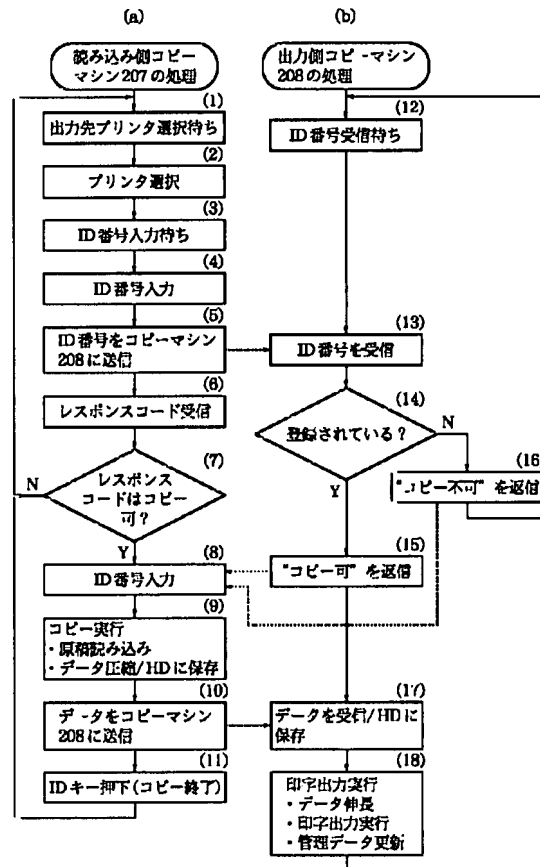 (a)
読み込み側コピー
マシン207の処理
(1)
出力先プリンタ選択待ち
(2)
プリンタ選択
(3)
ID番号入力待ち
(4)
ID番号入力
(5)
ID番号をコピーマシン
208に送信
(6)
レスポンスコード受信
(7)
レスポンス
コードはコピー
可？
N
Y
(8)
ID番号入力
(9)
コピー実行
・原稿読み込み
・データ圧縮/HDに保存
(10)
データをコピーマシン
208に送信
(11)
IDキー押下(コピー終了)
(b)
出力側コピーマシン
208の処理
(12)
ID番号受信待ち
(13)
ID番号を受信
(14)
登録されている？
N
Y
(16)
“コピー不可”を返信
(15)
“コピー可”を返信
(17)
データを受信/HDに
保存
(18)
印字出力実行
・データ伸長
・印字出力実行
・管理データ更新